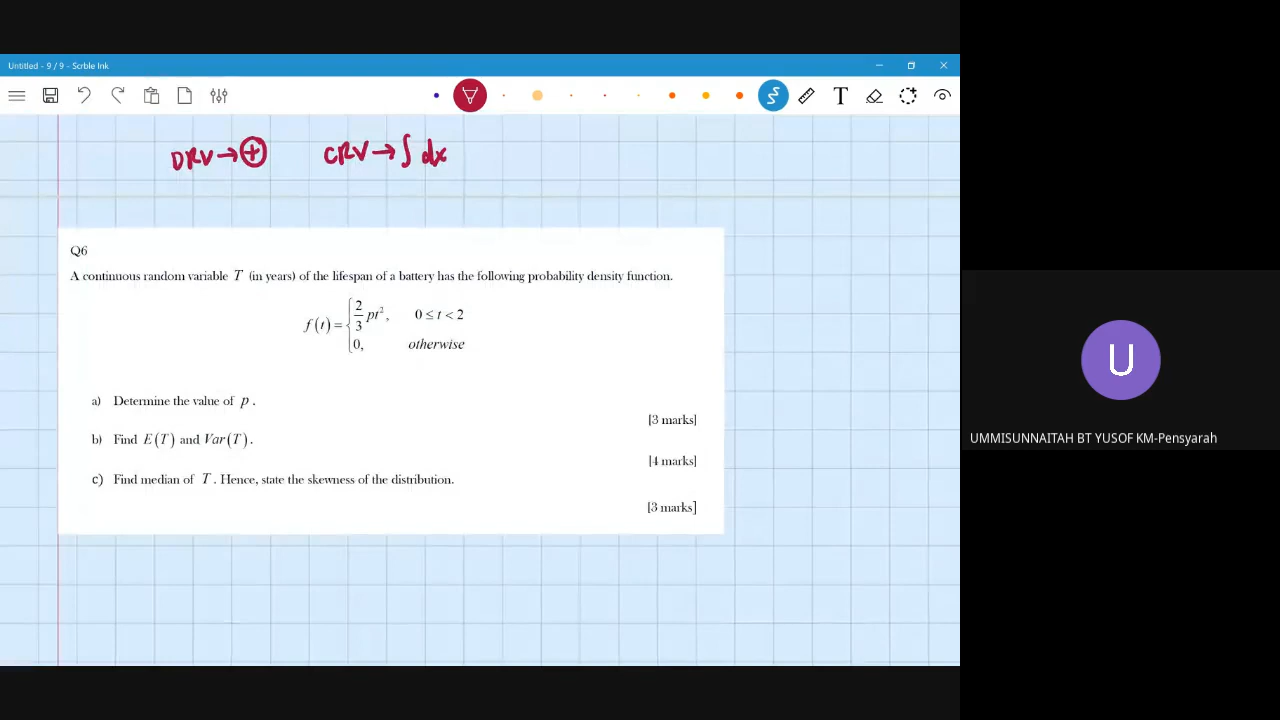 Untitled - 9 / 9 - Scrble Ink
T
DRV → ⊕ CRV → ∫ dx
Q6
A continuous random variable T (in years) of the lifespan of a battery has the following probability density function.
f(t) = { 2/3 pt², 0 ≤ t < 2
0, otherwise
a) Determine the value of p .
[3 marks]
b) Find E(T) and Var(T).
[4 marks]
c) Find median of T . Hence, state the skewness of the distribution.
[3 marks]
U
UMMISUNNAITAH BT YUSOF KM-Pensyarah